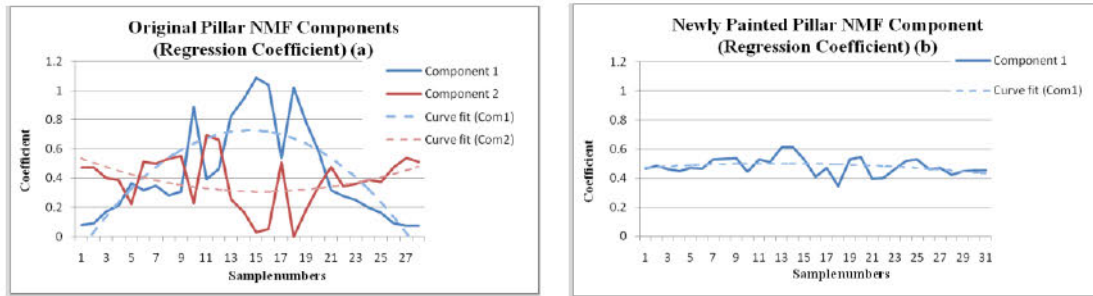 Original Pillar NMF Components
(Regression Coefficient) (a)
1.2
1
0.8
0.6
0.4
0.2
0
Coefficient
Component 1
Component 2
Curve fit (Com1)
Curve fit (Com2)
1 3 5 7 9 11 13 15 17 19 21 23 25 27
Samplenumbers
Newly Painted Pillar NMF Component
(Regression Coefficient) (b)
1.2
1
0.8
0.6
0.4
0.2
0
Coefficient
Component 1
Curve fit (Com1)
1 3 5 7 9 11 13 15 17 19 21 23 25 27 29 31
Samplenumbers